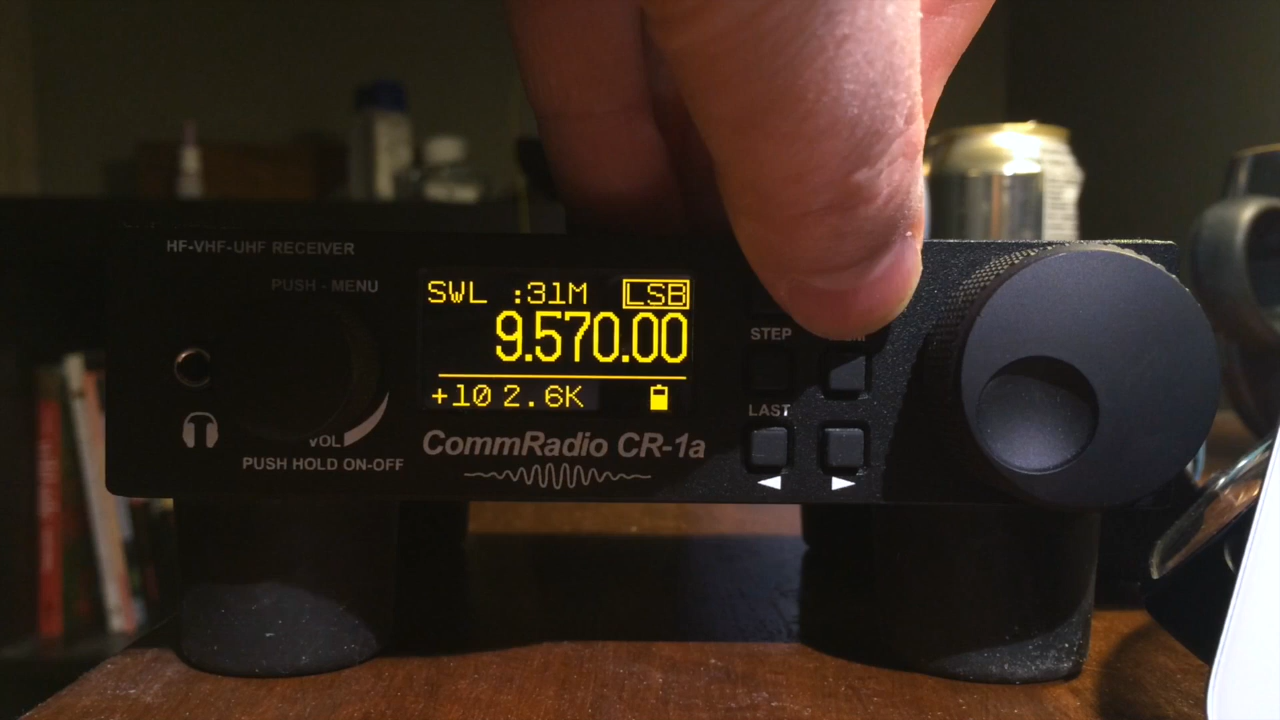 HF-VHF-UHF RECEIVER
PUSH - MENU
SWL :31M LSB
9.570.00
+10 2.6K
STEP
LAST
VOL
PUSH HOLD ON-OFF
CommRadio CR-1a